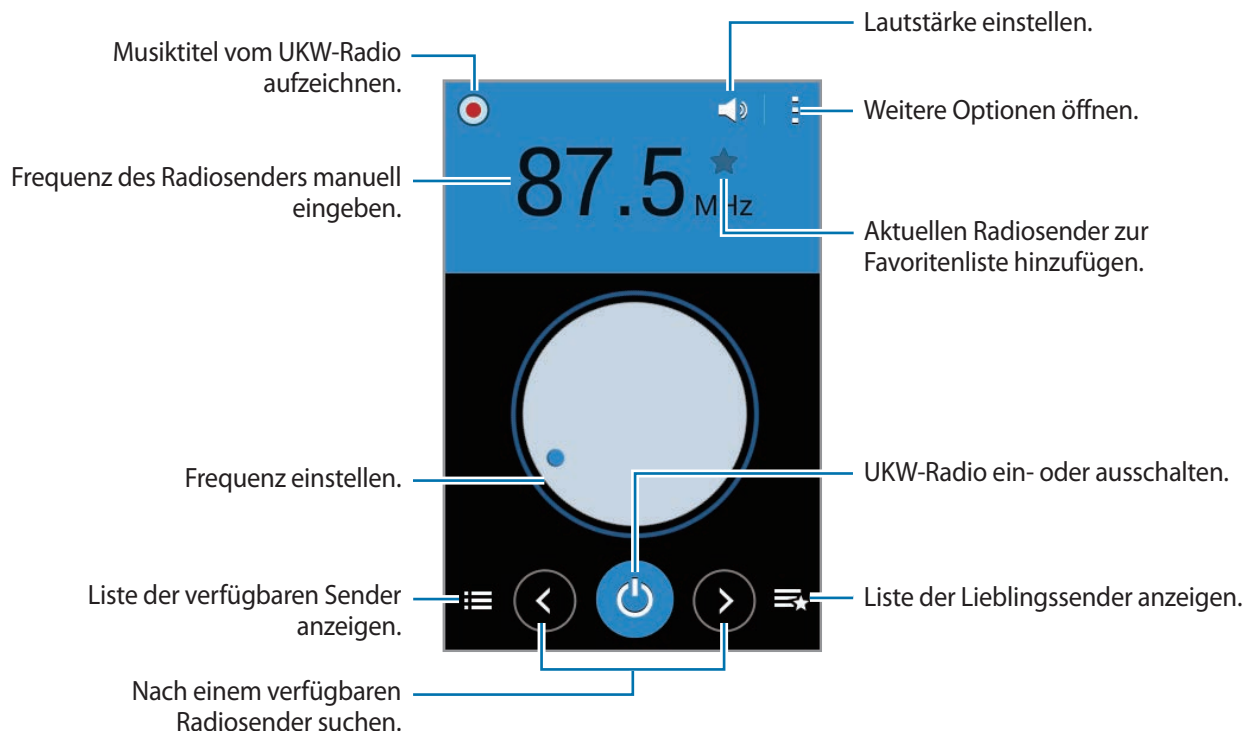 Lautstärke einstellen.
Musiktitel vom UKW-Radio
aufzeichnen.
Weitere Optionen öffnen.
87.5 MHz
Frequenz des Radiosenders manuell
eingeben.
Aktuellen Radiosender zur
Favoritenliste hinzufügen.
Frequenz einstellen.
UKW-Radio ein- oder ausschalten.
Liste der verfügbaren Sender
anzeigen.
Liste der Lieblingssender anzeigen.
Nach einem verfügbaren
Radiosender suchen.